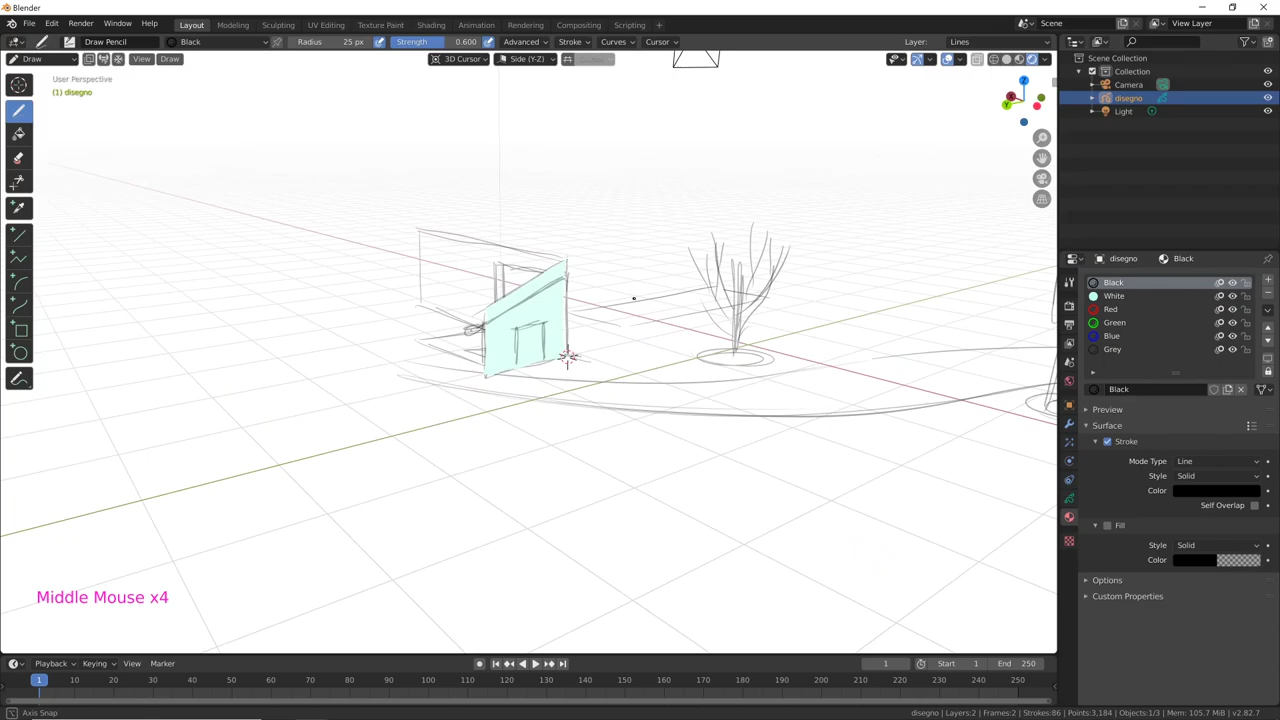 Blender
File Edit Render Window Help Layout Modeling Sculpting UV Editing Texture Paint Shading Animation Rendering Compositing Scripting + Scene View Layer
Draw Pencil Black Radius 25 px Strength 0.600 Advanced Stroke Curves Cursor Layer: Lines
Draw View Draw 3D Cursor Side (Y-Z)
User Perspective
(1) disegno
Z
X
Y
Scene Collection
Collection
Camera
disegno
Light
disegno Black
Black
White
Red
Green
Blue
Grey
Black
Preview
Surface
Stroke
Mode Type Line
Style Solid
Color
Self Overlap
Fill
Style Solid
Color
Options
Custom Properties
Middle Mouse x4
Playback Keying View Marker 1 Start 1 End 250
1 10 20 30 40 50 60 70 80 90 100 110 120 130 140 150 160 170 180 190 200 210 220 230 240 250
Axis Snap disegno | Layers:2 | Frames:2 | Strokes:86 | Points:3,184 | Objects:1/3 | Mem: 105.7 MiB | v2.82.7